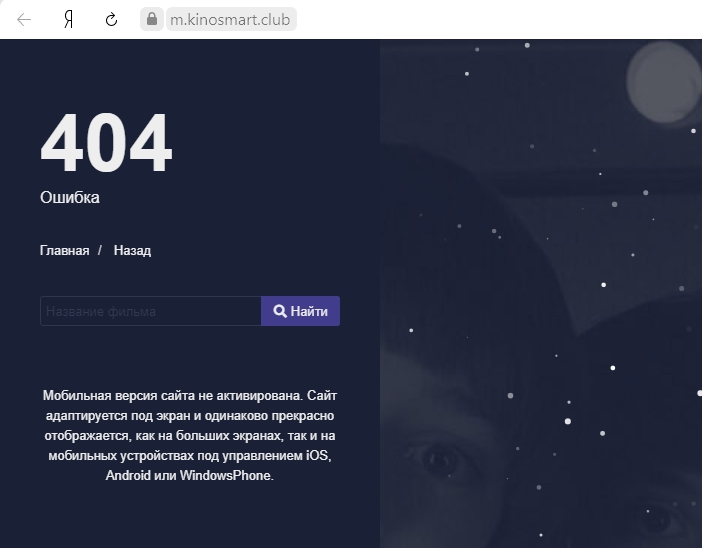 Я m.kinosmart.club
404
Ошибка
Главная / Назад
Название фильма Найти
Мобильная версия сайта не активирована. Сайт
адаптируется под экран и одинаково прекрасно
отображается, как на больших экранах, так и на
мобильных устройствах под управлением iOS,
Android или WindowsPhone.